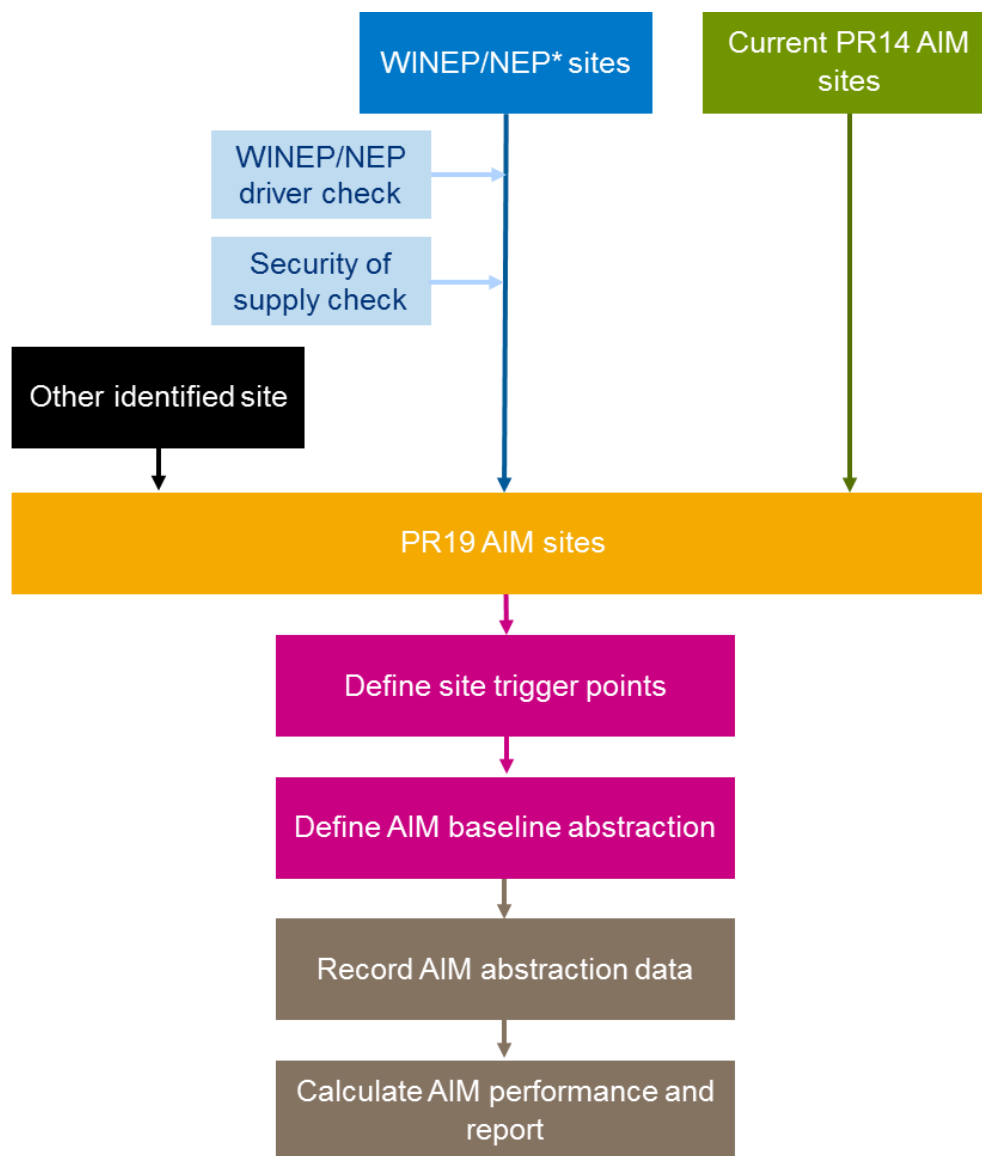 WINEP/NEP* sites
Current PR14 AIM
sites
WINEP/NEP
driver check
Security of
supply check
Other identified site
PR19 AIM sites
Define site trigger points
Define AIM baseline abstraction
Record AIM abstraction data
Calculate AIM performance and
report